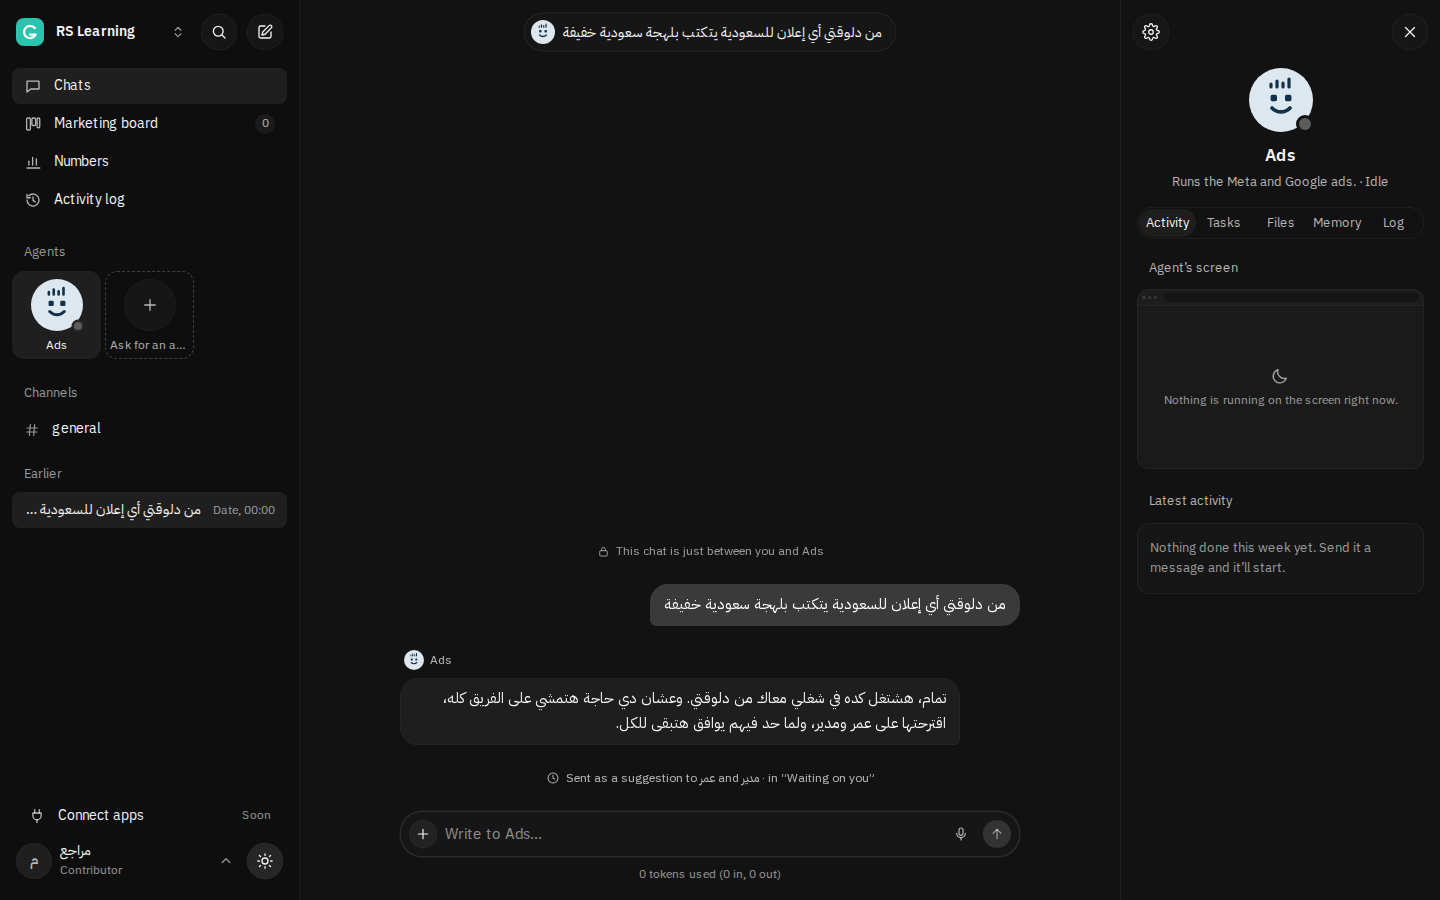 RS Learning
Chats
Marketing board
0
Numbers
Activity log
Agents
Ads
Ask for an a...
Channels
general
Earlier
من دلوقتي أي إعلان للسعودية ...
Date, 00:00
Connect apps
Soon
م
مراجع
Contributor
من دلوقتي أي إعلان للسعودية يتكتب بلهجة سعودية خفيفة
This chat is just between you and Ads
من دلوقتي أي إعلان للسعودية يتكتب بلهجة سعودية خفيفة
Ads
تمام، هشتغل كده في شغلي معاك من دلوقتي. وعشان دي حاجة هتمشي على الفريق كله،
اقترحتها على عمر ومدير، ولما حد فيهم يوافق هتبقى للكل.
Sent as a suggestion to عمر and مدير · in “Waiting on you”
Write to Ads...
0 tokens used (0 in, 0 out)
Ads
Runs the Meta and Google ads. · Idle
Activity
Tasks
Files
Memory
Log
Agent’s screen
Nothing is running on the screen right now.
Latest activity
Nothing done this week yet. Send it a
message and it’ll start.